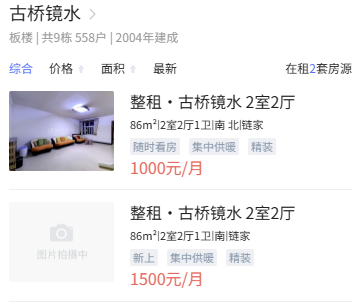 古桥镜水
板楼 | 共9栋 558户 | 2004年建成
综合 价格 面积 最新 在租2套房源
整租·古桥镜水 2室2厅
86m²|2室2厅1卫|南 北|链家
随时看房 集中供暖 精装
1000元/月
整租·古桥镜水 2室2厅
86m²|2室2厅1卫|南|链家
图片拍摄中
新上 集中供暖 精装
1500元/月